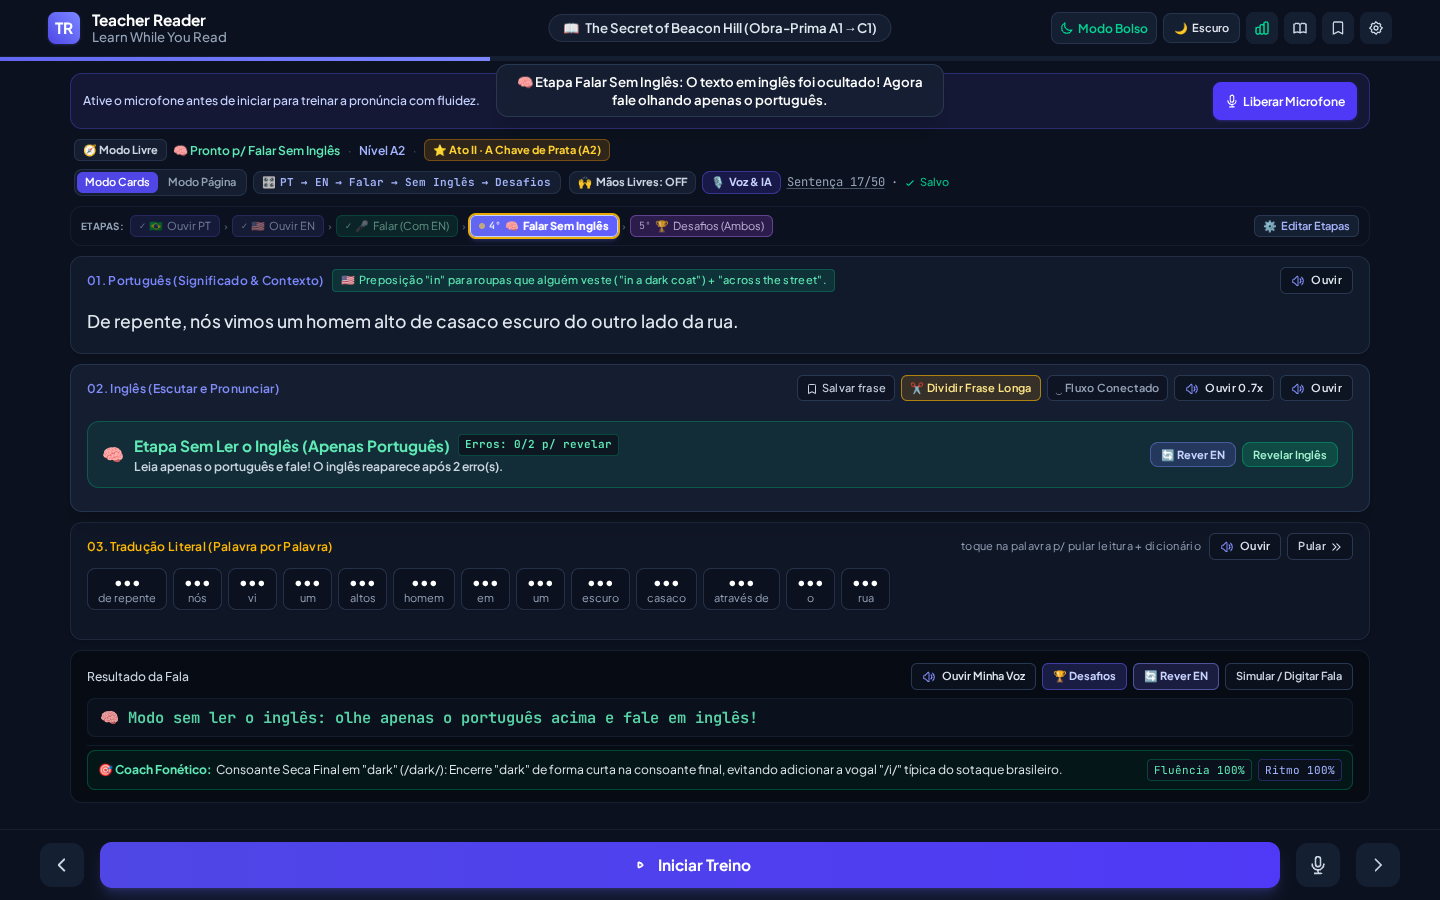 TR
Teacher Reader
Learn While You Read
📖 The Secret of Beacon Hill (Obra-Prima A1→C1)
Modo Bolso
🌙 Escuro
Ative o microfone antes de iniciar para treinar a pronúncia com fluidez.
🧠Etapa Falar Sem Inglês: O texto em inglês foi ocultado! Agora
fale olhando apenas o português.
Liberar Microfone
🧭 Modo Livre 🧠 Pronto p/ Falar Sem Inglês · Nível A2 · ⭐ Ato II · A Chave de Prata (A2)
Modo Cards Modo Página 🎛️ PT → EN → Falar → Sem Inglês → Desafios 🙌 Mãos Livres: OFF 🎙️ Voz & IA Sentença 17/50 · ✓ Salvo
ETAPAS: ✓ 🇧🇷 Ouvir PT › ✓ 🇺🇸 Ouvir EN › ✓ 🎤 Falar (Com EN) › 4° 🧠 Falar Sem Inglês › 5° 🏆 Desafios (Ambos) ⚙️ Editar Etapas
01. Português (Significado & Contexto) 🇺🇸 Preposição "in" para roupas que alguém veste ("in a dark coat") + "across the street". Ouvir
De repente, nós vimos um homem alto de casaco escuro do outro lado da rua.
02. Inglês (Escutar e Pronunciar) Salvar frase ✂️ Dividir Frase Longa ‿ Fluxo Conectado Ouvir 0.7x Ouvir
🧠 Etapa Sem Ler o Inglês (Apenas Português) Erros: 0/2 p/ revelar
Leia apenas o português e fale! O inglês reaparece após 2 erro(s).
🔄 Rever EN Revelar Inglês
03. Tradução Literal (Palavra por Palavra) toque na palavra p/ pular leitura + dicionário Ouvir Pular »
••• ••• ••• ••• ••• ••• ••• ••• ••• ••• ••• ••• •••
de repente nós vi um altos homem em um escuro casaco através de o rua
Resultado da Fala Ouvir Minha Voz 🏆 Desafios 🔄 Rever EN Simular / Digitar Fala
🧠 Modo sem ler o inglês: olhe apenas o português acima e fale em inglês!
🎯 Coach Fonético: Consoante Seca Final em "dark" (/dark/): Encerre "dark" de forma curta na consoante final, evitando adicionar a vogal "/i/" típica do sotaque brasileiro. Fluência 100% Ritmo 100%
Iniciar Treino